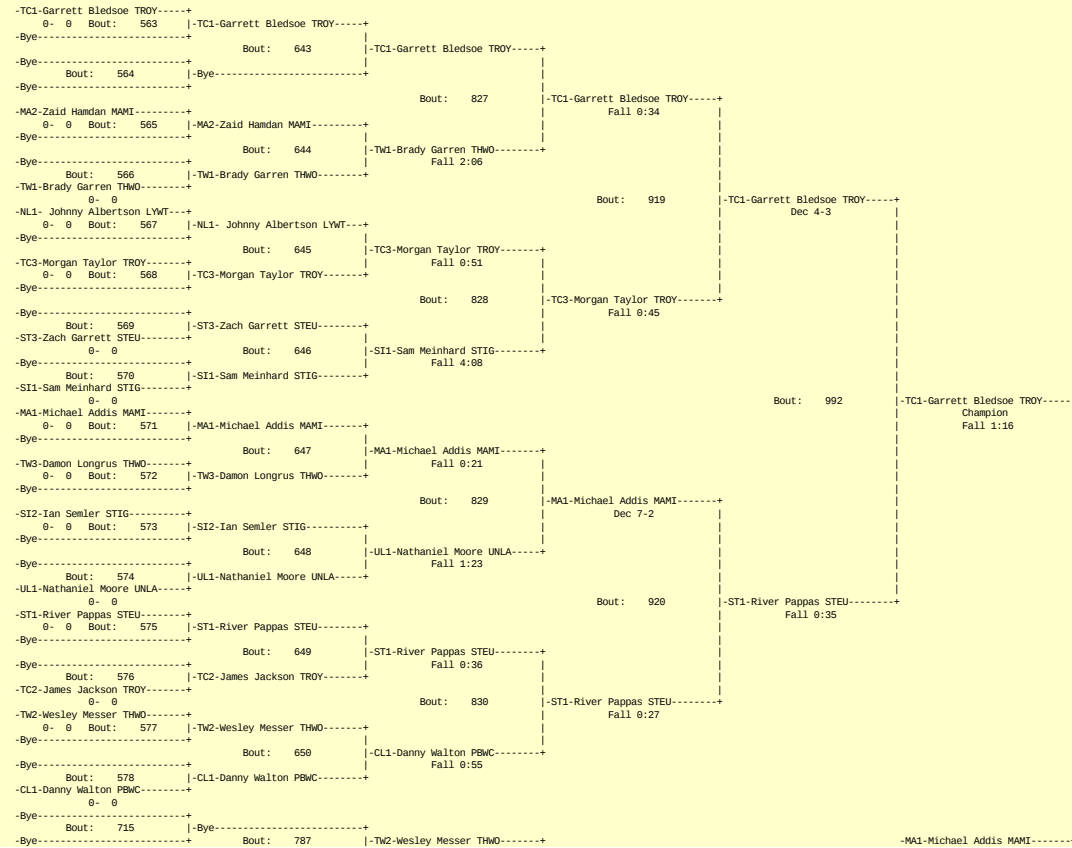 -TC1-Garrett Bledsoe TROY-----+
0- 0 Bout: 563 |-TC1-Garrett Bledsoe TROY-----+
-Bye-------------------------+ |
Bout: 643 |-TC1-Garrett Bledsoe TROY-----+
-Bye-------------------------+ | |
Bout: 564 |-Bye-------------------------+ |
-Bye-------------------------+ |
Bout: 827 |-TC1-Garrett Bledsoe TROY-----+
-MA2-Zaid Hamdan MAMI---------+ | Fall 0:34 |
0- 0 Bout: 565 |-MA2-Zaid Hamdan MAMI---------+ | |
-Bye-------------------------+ | | |
Bout: 644 |-TW1-Brady Garren THWO--------+ |
-Bye-------------------------+ | Fall 2:06 |
Bout: 566 |-TW1-Brady Garren THWO--------+ |
-TW1-Brady Garren THWO--------+ |
0- 0 Bout: 919 |-TC1-Garrett Bledsoe TROY-----+
-NL1- Johnny Albertson LYWT---+ | Dec 4-3 |
0- 0 Bout: 567 |-NL1- Johnny Albertson LYWT---+ | |
-Bye-------------------------+ | | |
Bout: 645 |-TC3-Morgan Taylor TROY-------+ | |
-TC3-Morgan Taylor TROY-------+ | Fall 0:51 | | |
0- 0 Bout: 568 |-TC3-Morgan Taylor TROY-------+ | | |
-Bye-------------------------+ | | |
Bout: 828 |-TC3-Morgan Taylor TROY-------+ |
-Bye-------------------------+ | Fall 0:45 |
Bout: 569 |-ST3-Zach Garrett STEU--------+ | |
-ST3-Zach Garrett STEU--------+ | | |
0- 0 Bout: 646 |-SI1-Sam Meinhard STIG--------+ |
-Bye-------------------------+ | Fall 4:08 |
Bout: 570 |-SI1-Sam Meinhard STIG--------+ |
-SI1-Sam Meinhard STIG--------+ |
0- 0 Bout: 992 |-TC1-Garrett Bledsoe TROY-----
-MA1-Michael Addis MAMI-------+ | Champion
0- 0 Bout: 571 |-MA1-Michael Addis MAMI-------+ | Fall 1:16
-Bye-------------------------+ | |
Bout: 647 |-MA1-Michael Addis MAMI-------+ |
-TW3-Damon Longrus THWO-------+ | Fall 0:21 | |
0- 0 Bout: 572 |-TW3-Damon Longrus THWO-------+ | |
-Bye-------------------------+ | |
Bout: 829 |-MA1-Michael Addis MAMI-------+ |
-SI2-Ian Semler STIG----------+ | Dec 7-2 | |
0- 0 Bout: 573 |-SI2-Ian Semler STIG----------+ | | |
-Bye-------------------------+ | | | |
Bout: 648 |-UL1-Nathaniel Moore UNLA-----+ | |
-Bye-------------------------+ | Fall 1:23 | |
Bout: 574 |-UL1-Nathaniel Moore UNLA-----+ | |
-UL1-Nathaniel Moore UNLA-----+ | |
0- 0 Bout: 920 |-ST1-River Pappas STEU--------+
-ST1-River Pappas STEU--------+ | Fall 0:35
0- 0 Bout: 575 |-ST1-River Pappas STEU--------+ |
-Bye-------------------------+ | |
Bout: 649 |-ST1-River Pappas STEU--------+ |
-Bye-------------------------+ | Fall 0:36 | |
Bout: 576 |-TC2-James Jackson TROY-------+ | |
-TC2-James Jackson TROY-------+ | |
0- 0 Bout: 830 |-ST1-River Pappas STEU--------+
-TW2-Wesley Messer THWO-------+ | Fall 0:27
0- 0 Bout: 577 |-TW2-Wesley Messer THWO-------+ |
-Bye-------------------------+ | |
Bout: 650 |-CL1-Danny Walton PBWC--------+
-Bye-------------------------+ | Fall 0:55
Bout: 578 |-CL1-Danny Walton PBWC--------+
-CL1-Danny Walton PBWC--------+
0- 0
-Bye-------------------------+
Bout: 715 |-Bye-------------------------+
-Bye-------------------------+ Bout: 787 |-TW2-Wesley Messer THWO-------+ -MA1-Michael Addis MAMI-------+